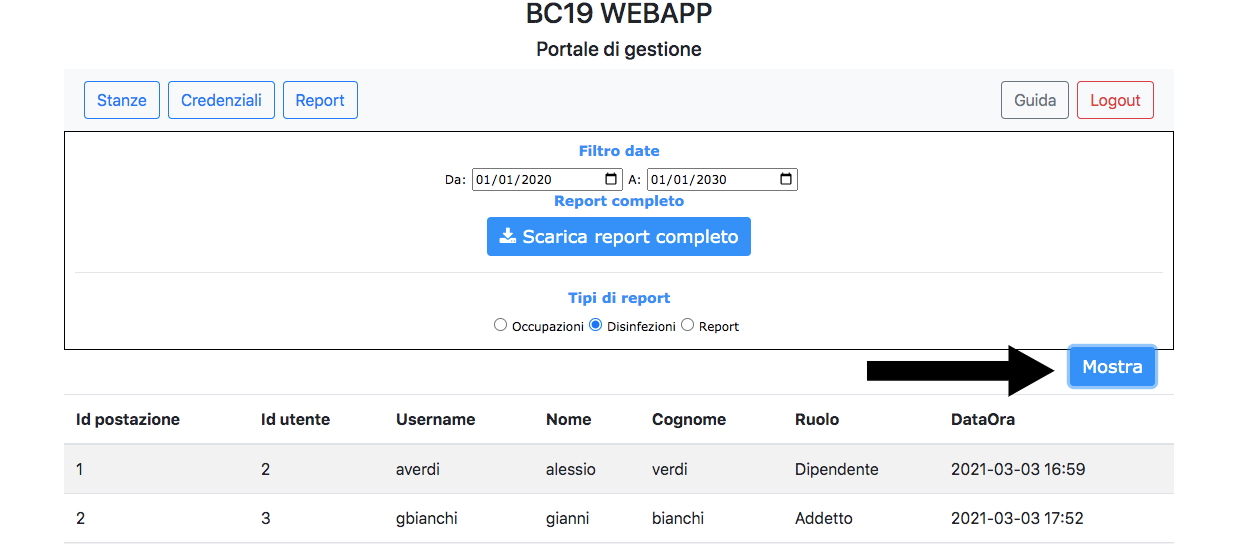 BC19 WEBAPP
Portale di gestione
Stanze Credenziali Report Guida Logout
Filtro date
Da: 01/01/2020 A: 01/01/2030
Report completo
Scarica report completo
Tipi di report
Occupazioni Disinfezioni Report
Mostra
Id postazione Id utente Username Nome Cognome Ruolo DataOra
1 2 averdi alessio verdi Dipendente 2021-03-03 16:59
2 3 gbianchi gianni bianchi Addetto 2021-03-03 17:52